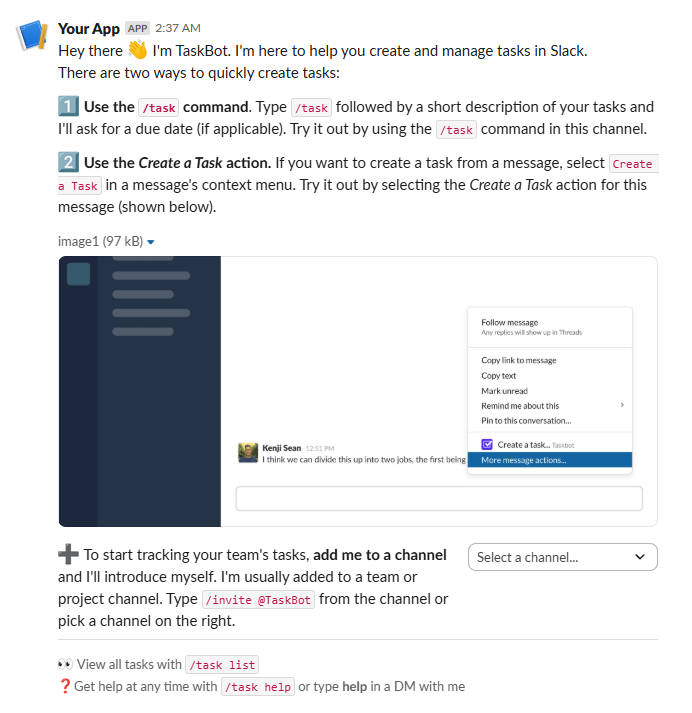 Your App APP 2:37 AM
Hey there 👋 I'm TaskBot. I'm here to help you create and manage tasks in Slack.
There are two ways to quickly create tasks:
1️⃣ Use the /task command. Type /task followed by a short description of your tasks and
I'll ask for a due date (if applicable). Try it out by using the /task command in this channel.
2️⃣ Use the Create a Task action. If you want to create a task from a message, select Create
a Task in a message's context menu. Try it out by selecting the Create a Task action for this
message (shown below).
image1 (97 kB)
Follow message
Any replies will show up in Threads
Copy link to message
Copy text
Mark unread
Remind me about this
Pin to this conversation...
Create a task... Taskbot
More message actions...
Kenji Sean 12:51 PM
I think we can divide this up into two jobs, the first being
➕ To start tracking your team's tasks, add me to a channel
and I'll introduce myself. I'm usually added to a team or
project channel. Type /invite @TaskBot from the channel or
pick a channel on the right.
Select a channel...
👀 View all tasks with /task list
❓Get help at any time with /task help or type help in a DM with me